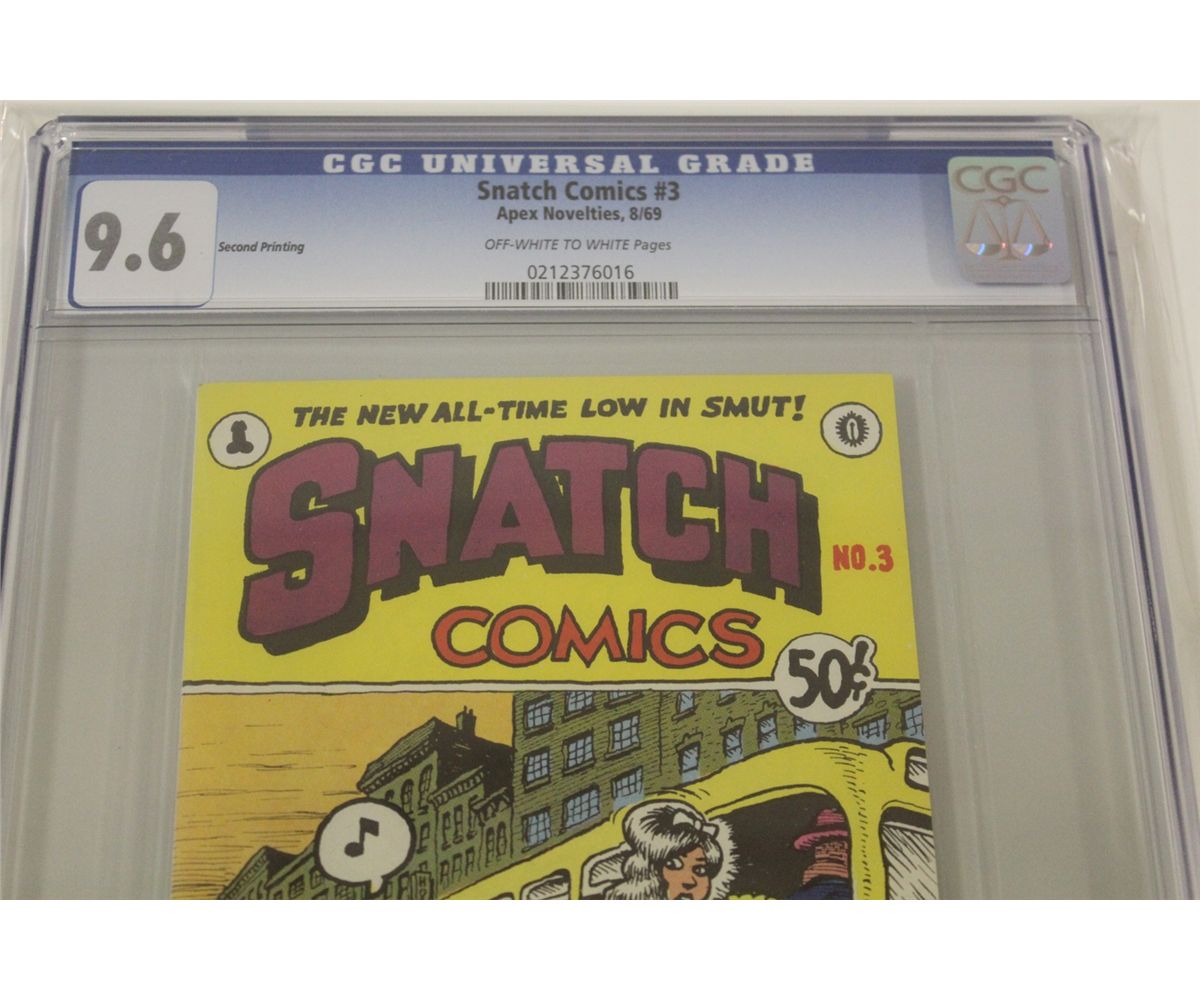 CGC UNIVERSAL GRADE
Snatch Comics #3
Apex Novelties, 8/69
9.6
Second Printing
OFF-WHITE TO WHITE Pages
0212376016
CGC
THE NEW ALL-TIME LOW IN SMUT!
SNATCH
NO.3
COMICS
50¢